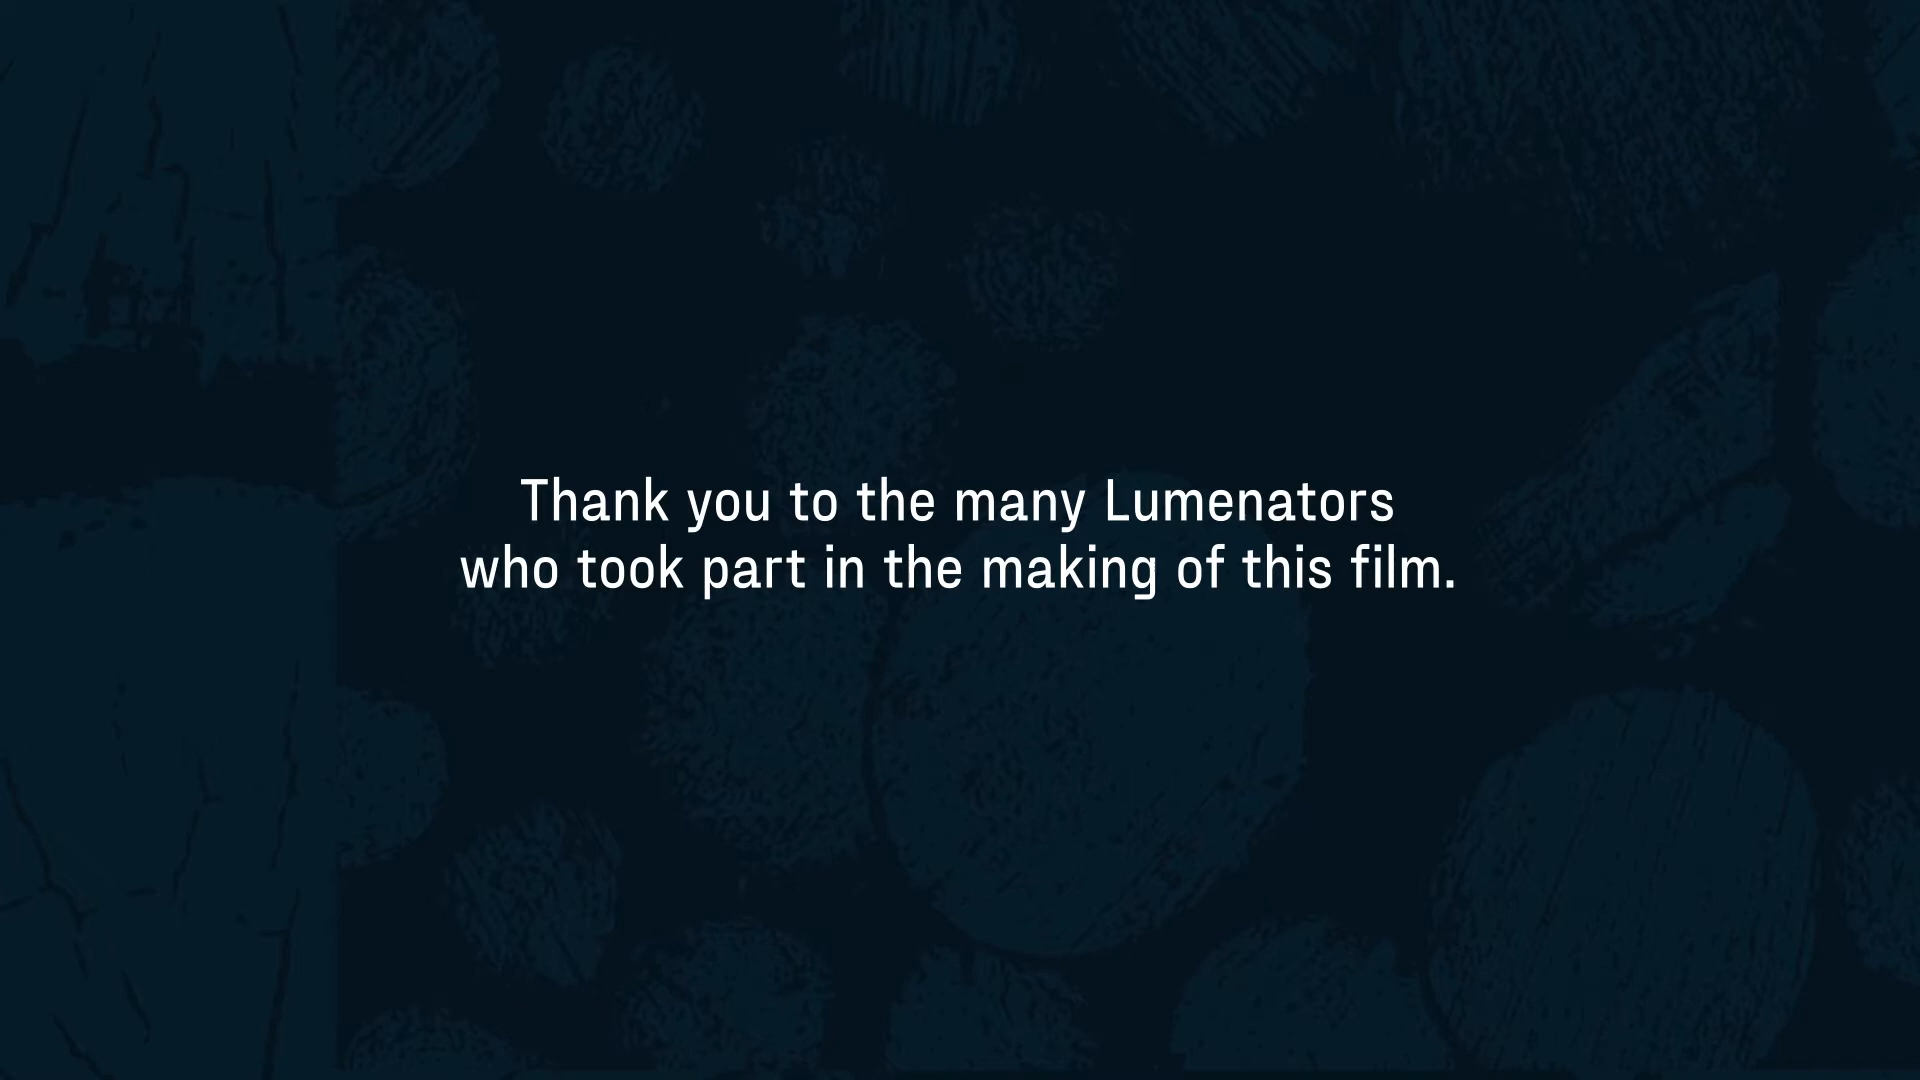 Thank you to the many Lumenators
who took part in the making of this film.